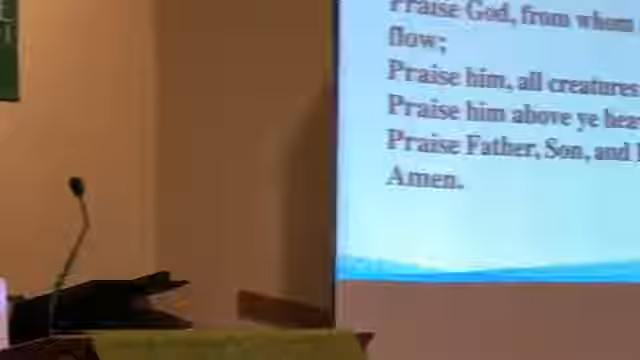 Praise God, from whom
flow;
Praise him, all creatures
Praise him above ye
Praise Father, Son, and
Amen.